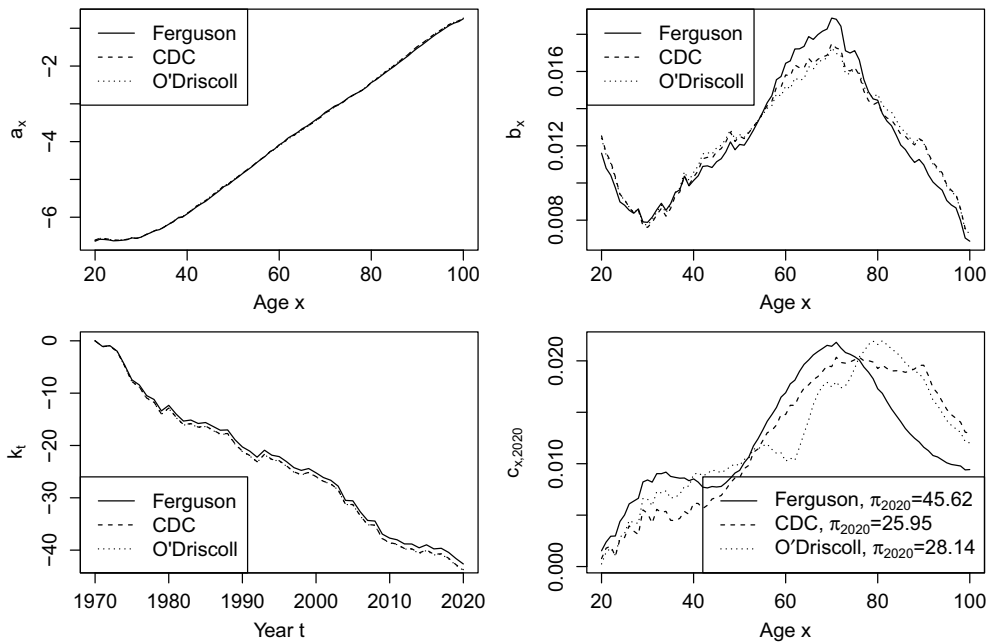 Ferguson
CDC
O'Driscoll
a_x
−2
−4
−6
20 40 60 80 100
Age x
Ferguson
CDC
O'Driscoll
b_x
0.016
0.012
0.008
20 40 60 80 100
Age x
k_t
0
−10
−20
−30
−40
Ferguson
CDC
O'Driscoll
1970 1980 1990 2000 2010 2020
Year t
c_x,2020
0.020
0.010
0.000
Ferguson, π_2020=45.62
CDC, π_2020=25.95
O′Driscoll, π_2020=28.14
20 40 60 80 100
Age x